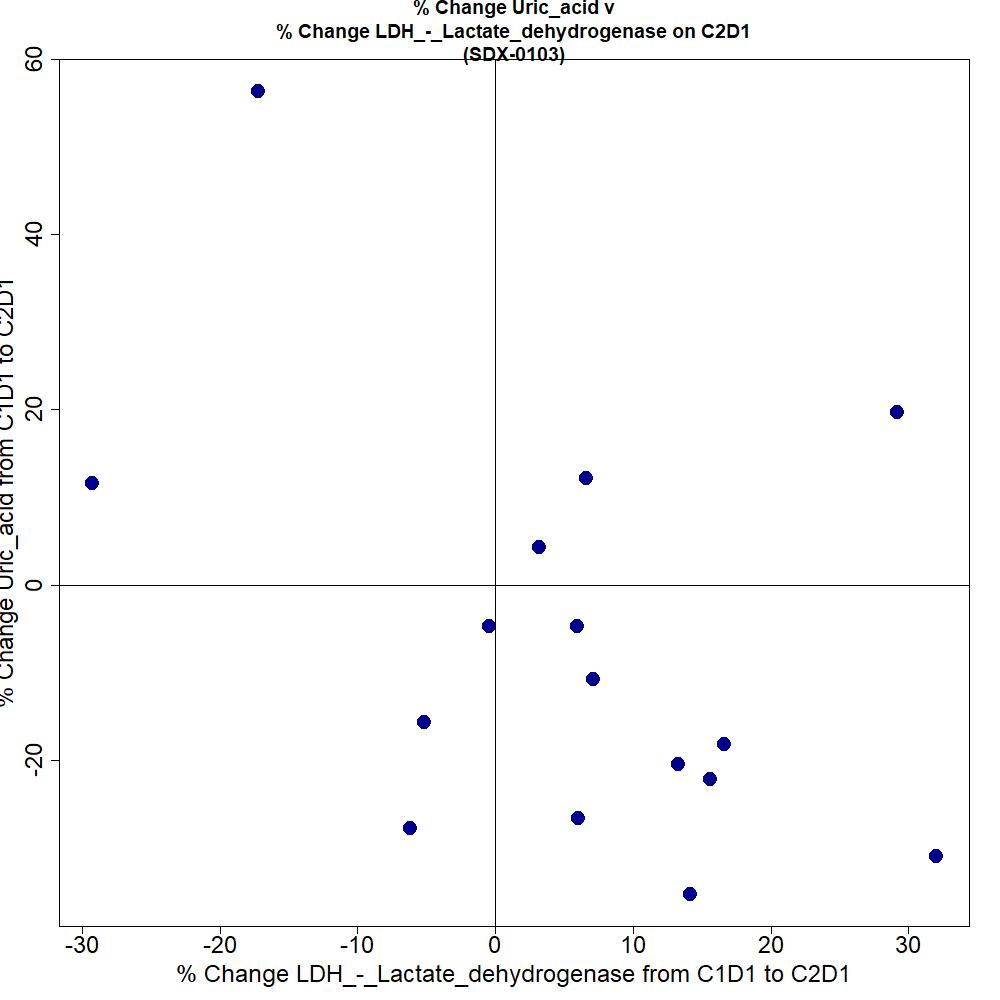 % Change Uric_acid v
% Change LDH_-_Lactate_dehydrogenase on C2D1
(SDX-0103)
% Change Uric_acid from C1D1 to C2D1
60
40
20
0
-20
-30
-20
-10
0
10
20
30
% Change LDH_-_Lactate_dehydrogenase from C1D1 to C2D1